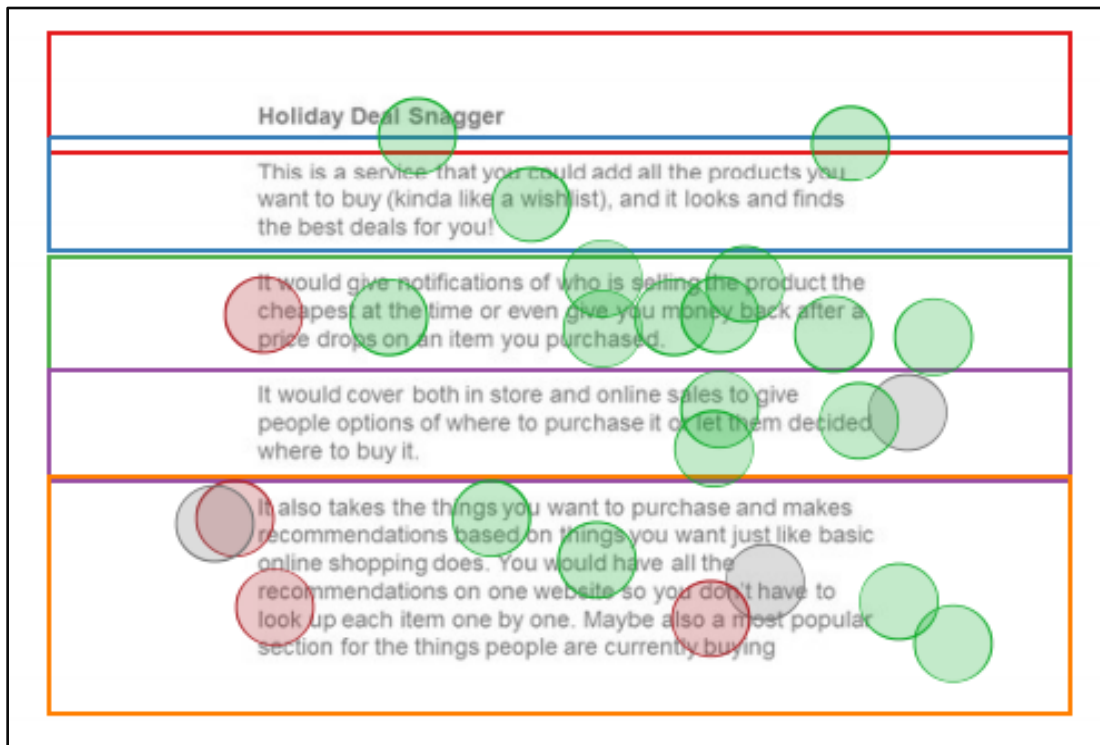 Holiday Deal Snagger
This is a service that you could add all the products you
want to buy (kinda like a wishlist), and it looks and finds
the best deals for you!
It would give notifications of who is selling the product the
cheapest at the time or even give you money back after a
price drops on an item you purchased.
It would cover both in store and online sales to give
people options of where to purchase it or let them decided
where to buy it.
It also takes the things you want to purchase and makes
recommendations based on things you want just like basic
online shopping does. You would have all the
recommendations on one website so you don't have to
look up each item one by one. Maybe also a most popular
section for the things people are currently buying